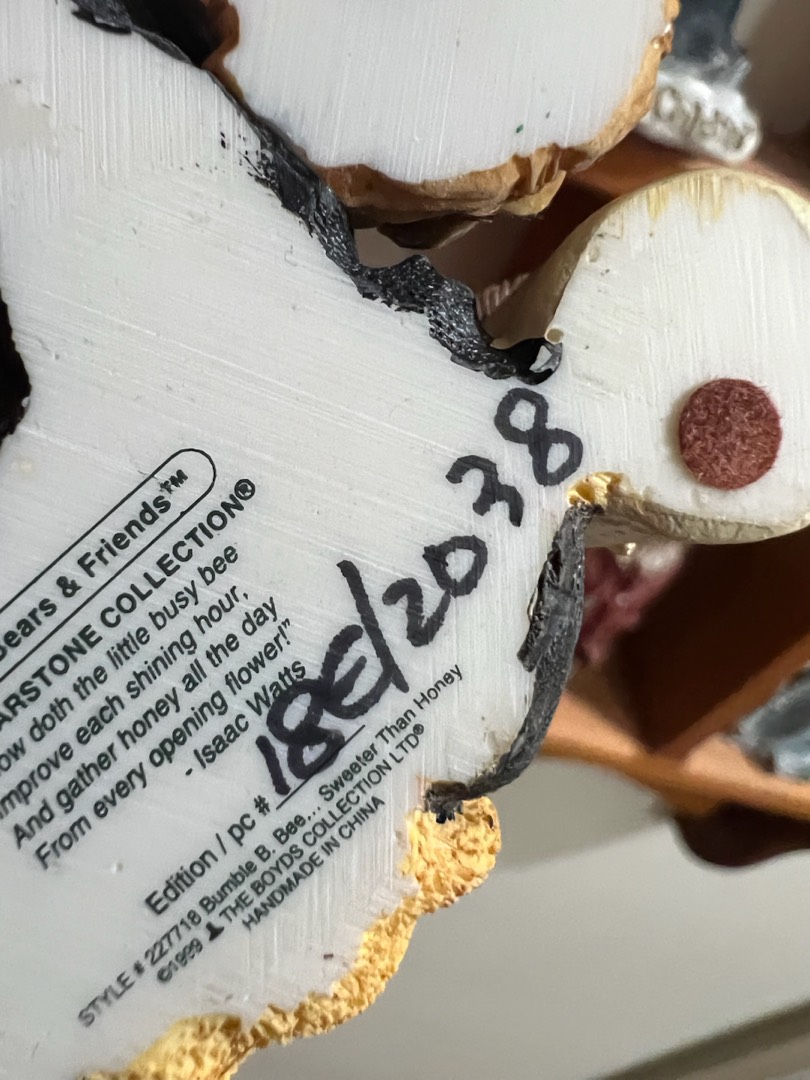 Bears & Friends™
ARSTONE COLLECTION®
ow doth the little busy bee
improve each shining hour,
And gather honey all the day
From every opening flower!"
- Isaac Watts
Edition / pc # 18E/2038
STYLE # 227718 Bumble B. Bee... Sweeter Than Honey
©1999 THE BOYDS COLLECTION LTD®
HANDMADE IN CHINA